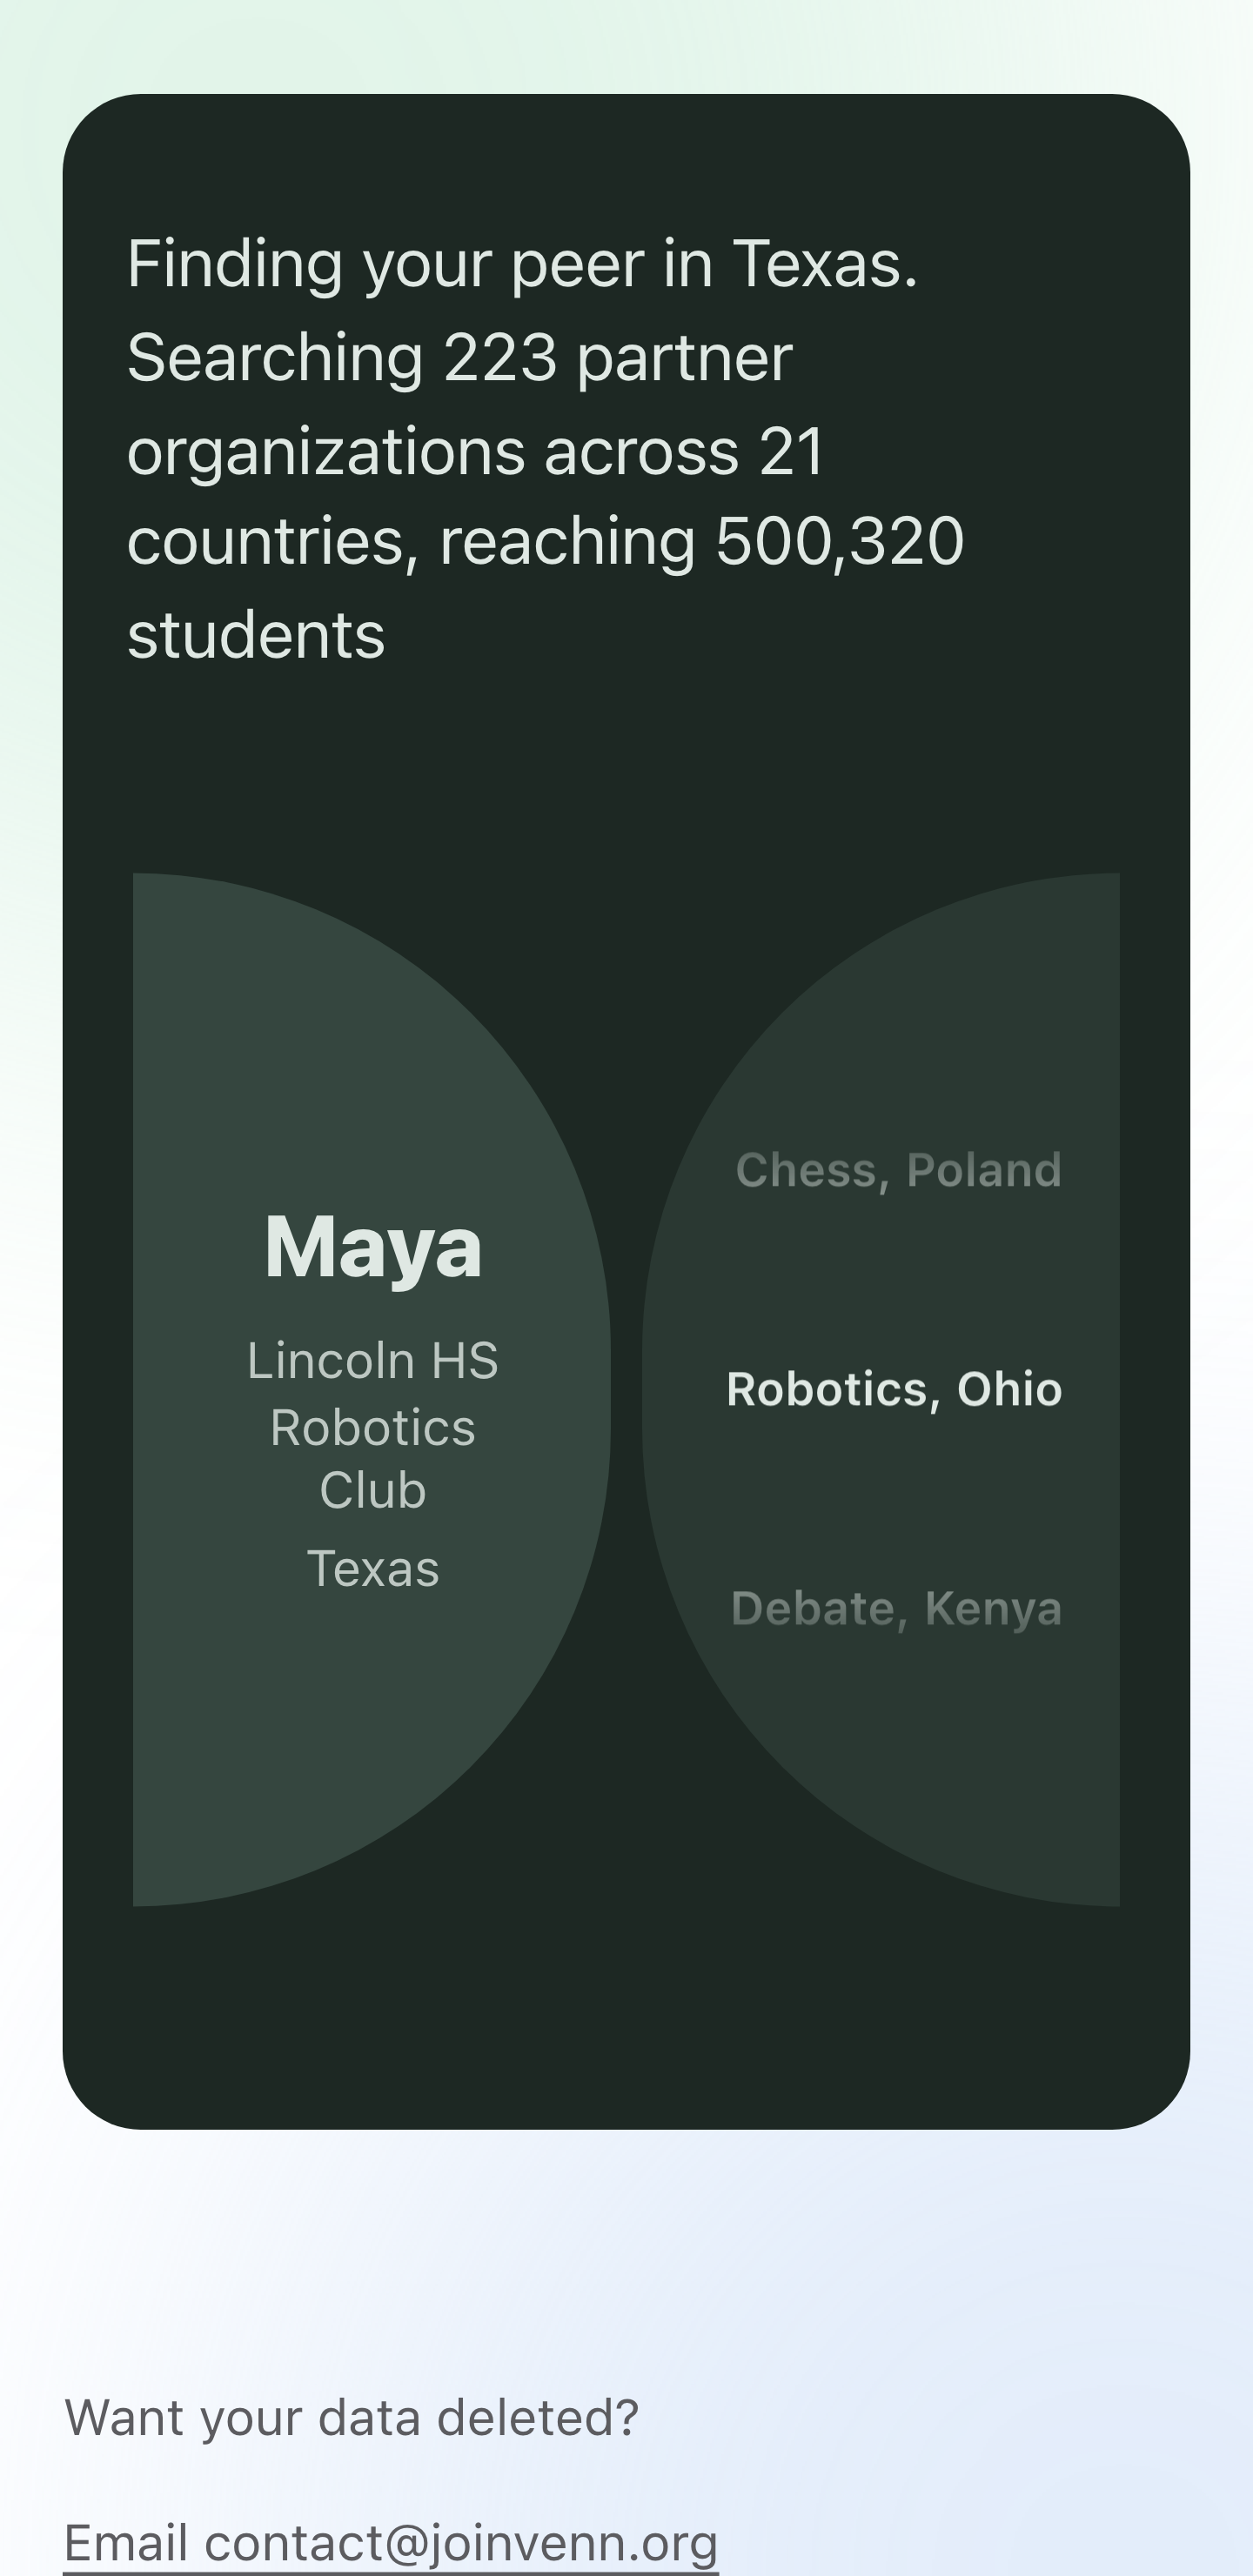 Finding your peer in Texas.
Searching 223 partner
organizations across 21
countries, reaching 500,320
students
Maya
Lincoln HS
Robotics
Club
Texas
Chess, Poland
Robotics, Ohio
Debate, Kenya
Want your data deleted?
Email contact@joinvenn.org